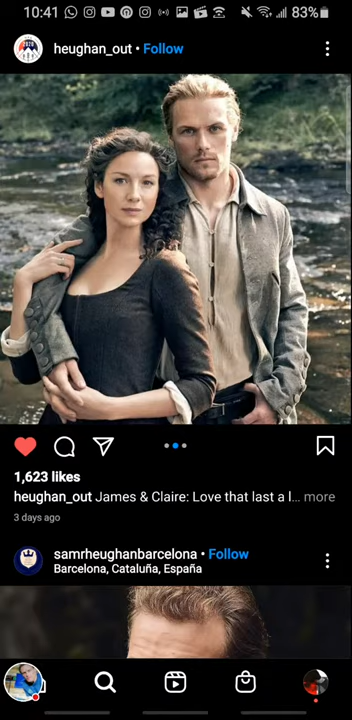 10:41 83%
heughan_out • Follow
1,623 likes
heughan_out James & Claire: Love that last a l... more
3 days ago
samrheughanbarcelona • Follow
Barcelona, Cataluña, España